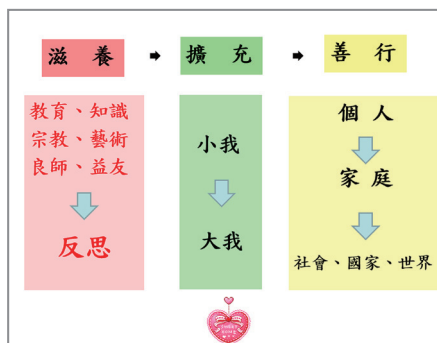 滋 養 擴 充 善 行
教育、知識
宗教、藝術
良師、益友
反思
小我
大我
個 人
家 庭
社會、國家、世界